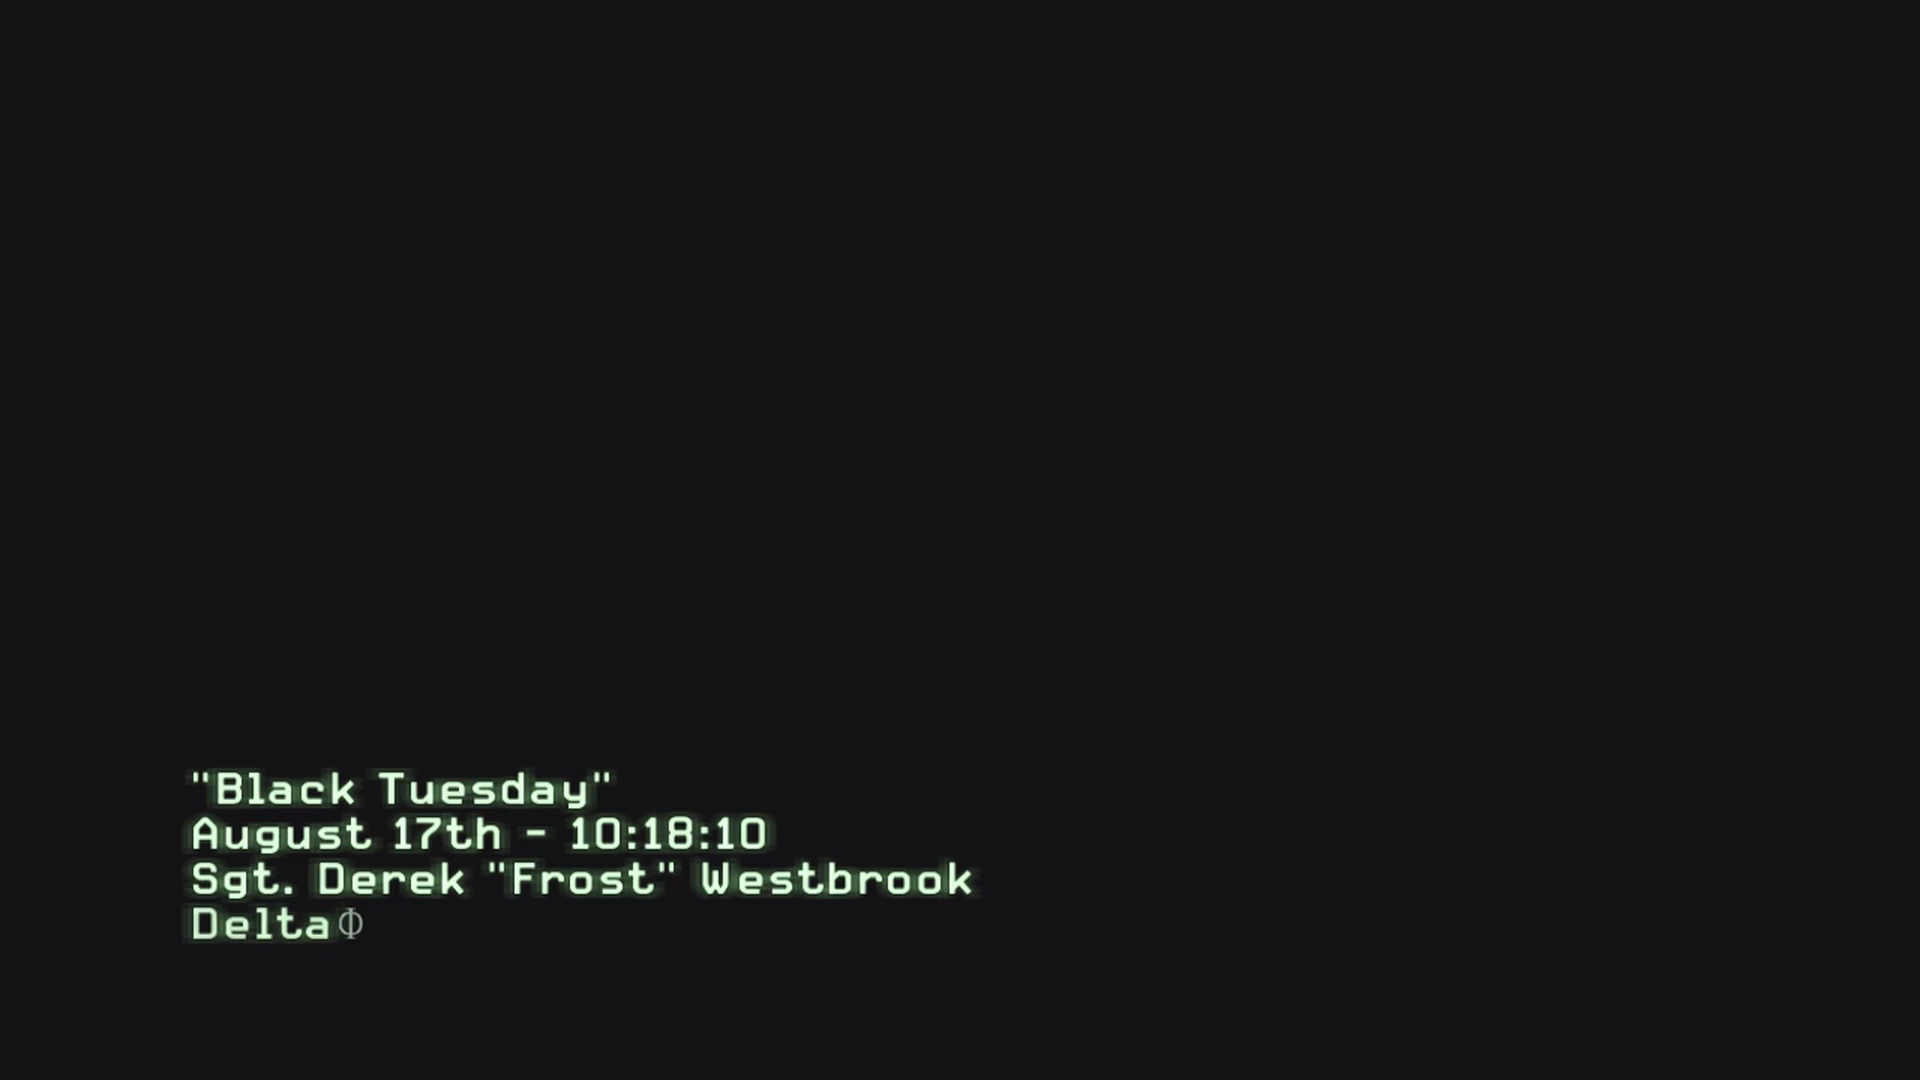 "Black Tuesday"
August 17th - 10:18:10
Sgt. Derek "Frost" Westbrook
DeltaΦ